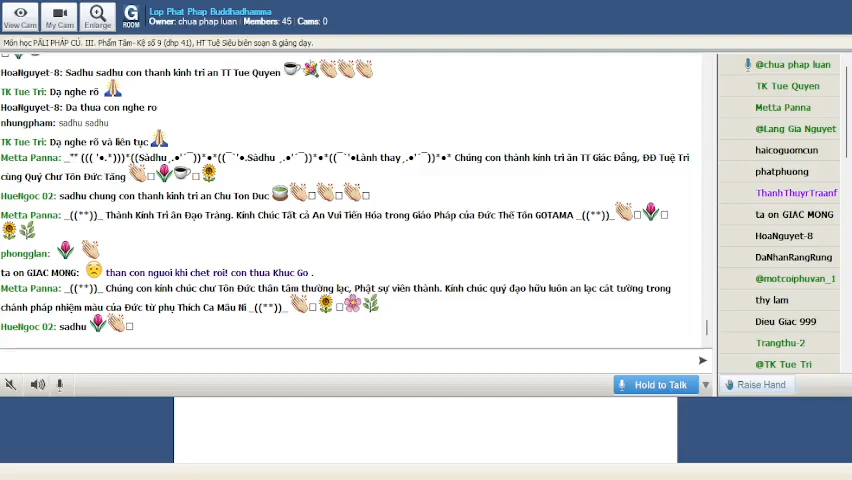 Lop Phat Phap Buddhadhamma
Owner: chua phap luan | Members: 45 | Cams: 0
View Cam
My Cam
Enlarge
G
ROOM
Môn học PĀLI PHÁP CÚ. III. Phẩm Tâm- Kệ số 9 (dhp 41), HT Tuệ Siêu biên soạn & giảng dạy.
HoaNguyet-8: Sadhu sadhu con thanh kinh tri an TT Tue Quyen
TK Tue Tri: Dạ nghe rõ
HoaNguyet-8: Da thua con nghe ro
nhungpham: sadhu sadhu
TK Tue Tri: Dạ nghe rõ và liên tục
Metta Panna: _** ((( '•.*)))*((Sàdhu¸.•'´¯))*•*((¯`'•.Sàdhu ¸.•'´¯))*•*((¯`'•Lành thay¸.•'´¯))*•* Chúng con thành kính tri ân TT Giác Đẳng, ĐĐ Tuệ Trị
cùng Quý Chư Tôn Đức Tăng
HueNgoc 02: sadhu chung con thanh kinh tri an Chu Ton Duc
Metta Panna: _((**))_ Thành Kính Tri ân Đạo Tràng. Kính Chúc Tất cả An Vui Tiến Hóa trong Giáo Pháp của Đức Thế Tôn GOTAMA _((**))_
phongglan:
ta on GIAC MONG: than con nguoi khi chet roi! con thua Khuc Go .
Metta Panna: _((**))_ Chúng con kính chúc chư Tôn Đức thân tâm thường lạc, Phật sự viên thành. Kính chúc quý đạo hữu luôn an lạc cát tường trong
chánh pháp nhiệm màu của Đức từ phụ Thích Ca Mâu Ni _((**))_
HueNgoc 02: sadhu
Hold to Talk
@chua phap luan
TK Tue Quyen
Metta Panna
@Lang Gia Nguyet
haicoguomcun
phatphuong
ThanhThuyrTraanf
ta on GIAC MONG
HoaNguyet-8
DaNhanRangRung
@motcoiphuvan_1
thy lam
Dieu Giac 999
Trangthu-2
@TK Tue Tri
Raise Hand